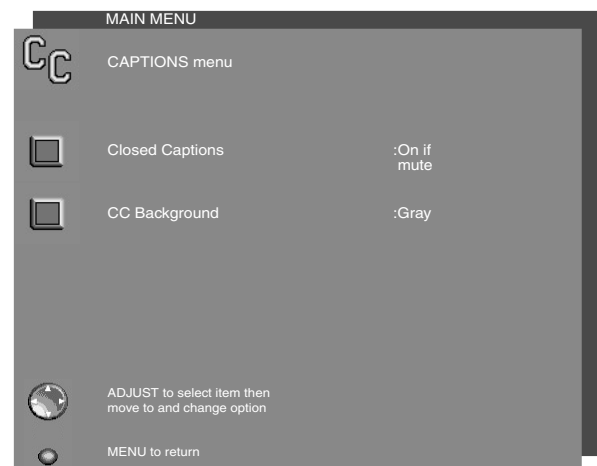 MAIN MENU
CC
CAPTIONS menu
Closed Captions :On if
mute
CC Background :Gray
ADJUST to select item then
move to and change option
MENU to return